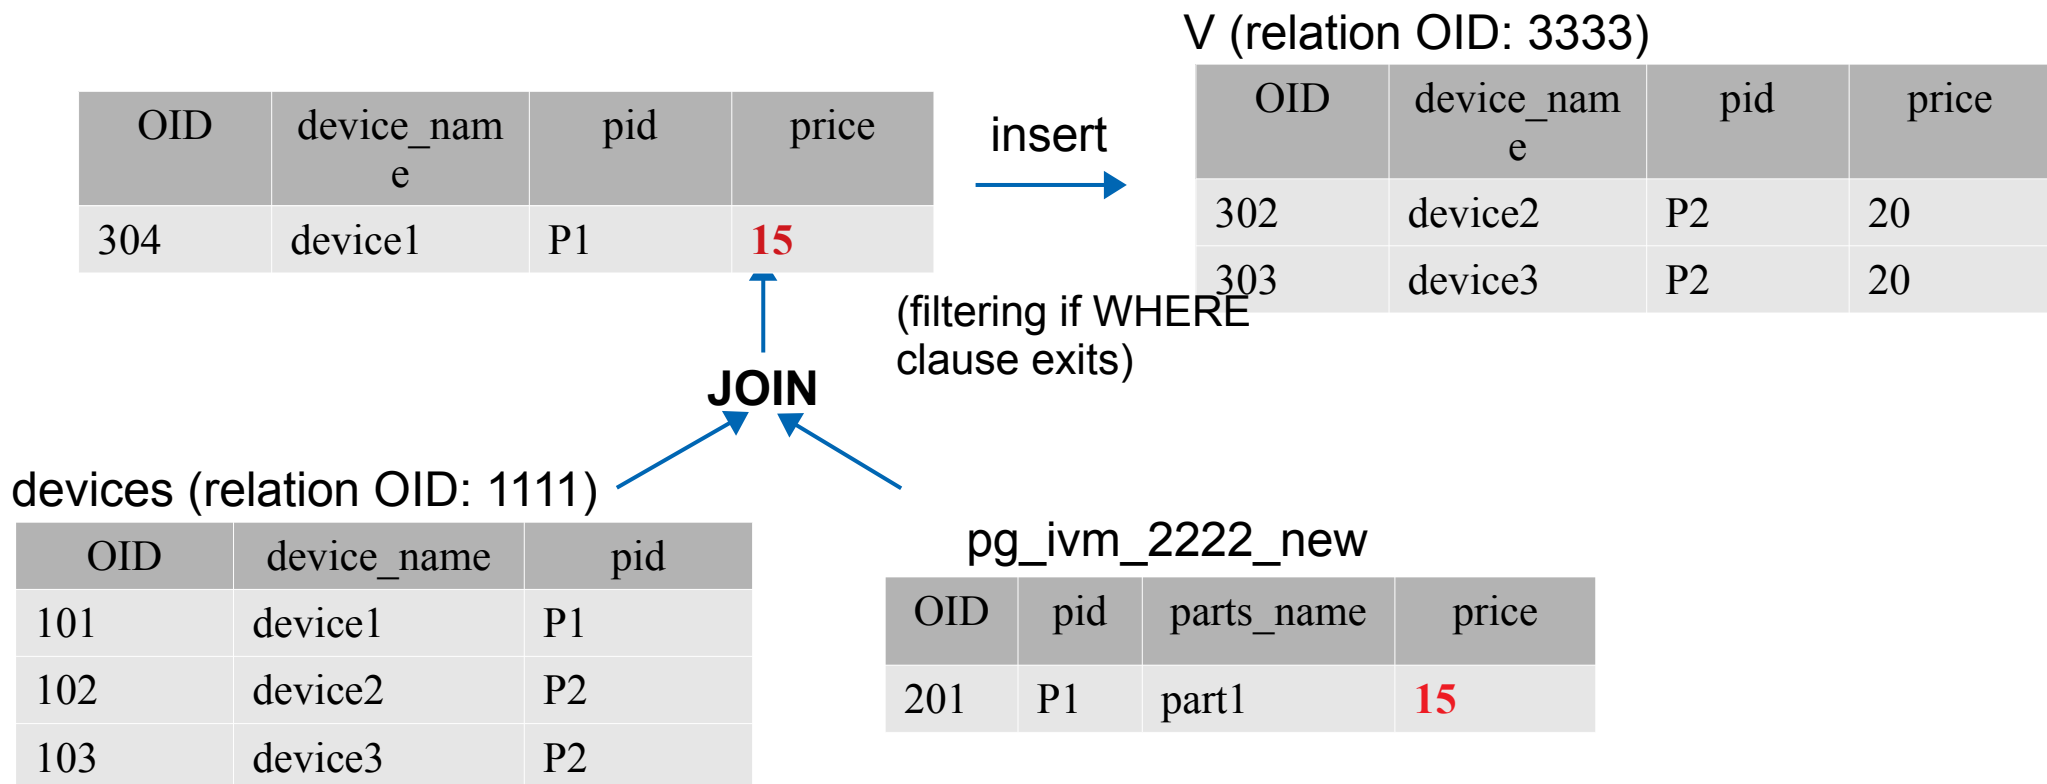 V (relation OID: 3333)
OID device_nam pid price
e
304 device1 P1 15
insert
OID device_nam pid price
e
302 device2 P2 20
303 device3 P2 20
(filtering if WHERE
clause exits)
JOIN
devices (relation OID: 1111)
OID device_name pid
101 device1 P1
102 device2 P2
103 device3 P2
pg_ivm_2222_new
OID pid parts_name price
201 P1 part1 15